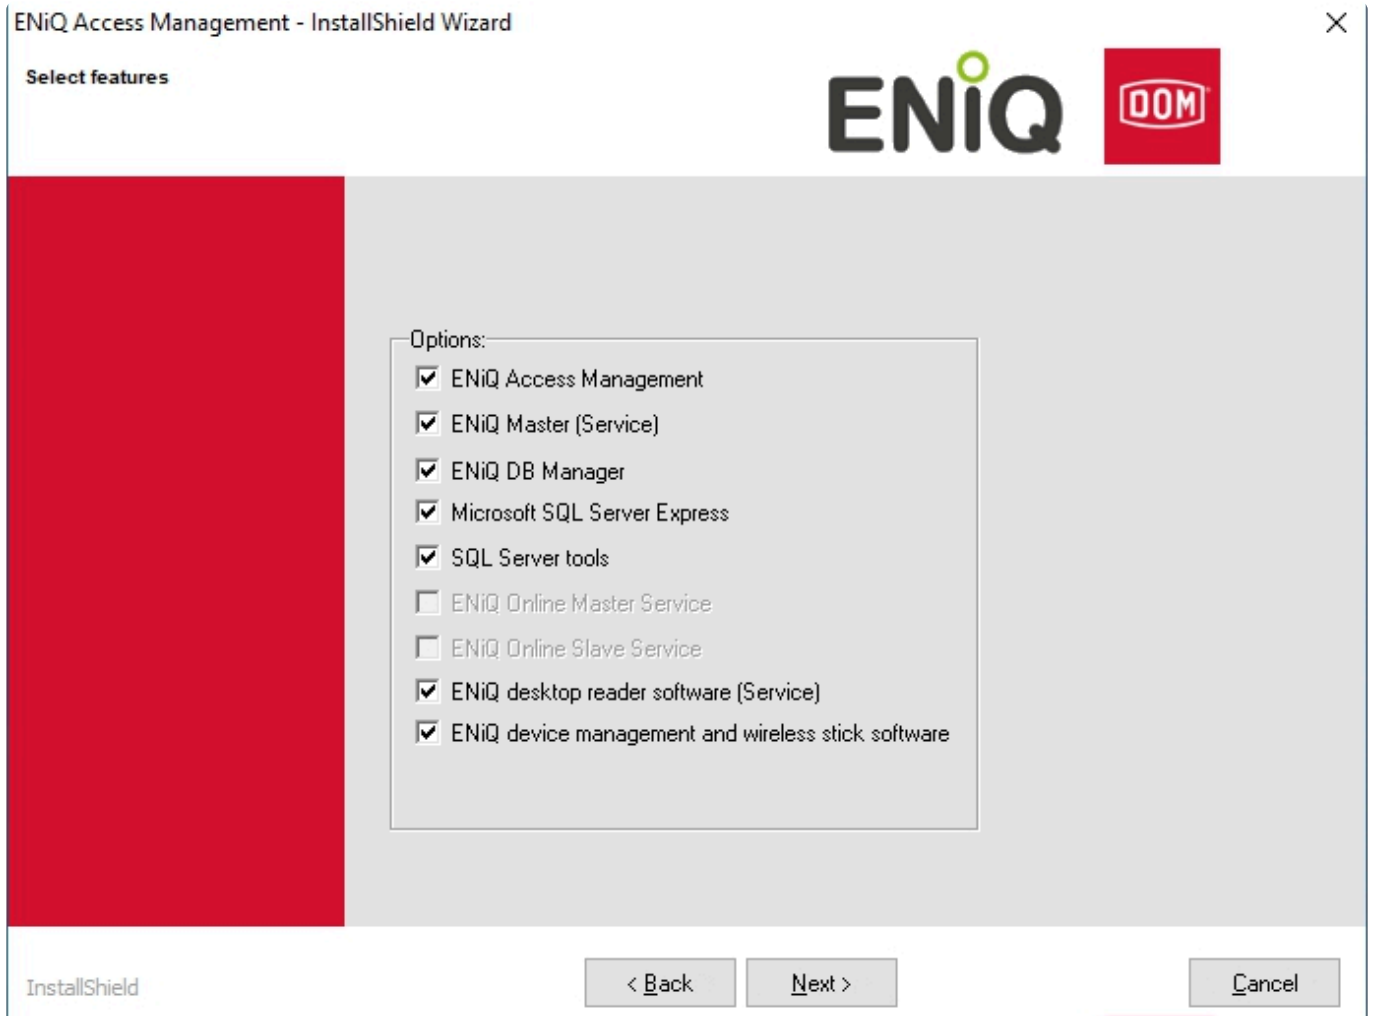 ENiQ Access Management - InstallShield Wizard
Select features
ENiQ
DOM
Options:
ENiQ Access Management
ENiQ Master (Service)
ENiQ DB Manager
Microsoft SQL Server Express
SQL Server tools
ENiQ Online Master Service
ENiQ Online Slave Service
ENiQ desktop reader software (Service)
ENiQ device management and wireless stick software
InstallShield
< Back
Next >
Cancel